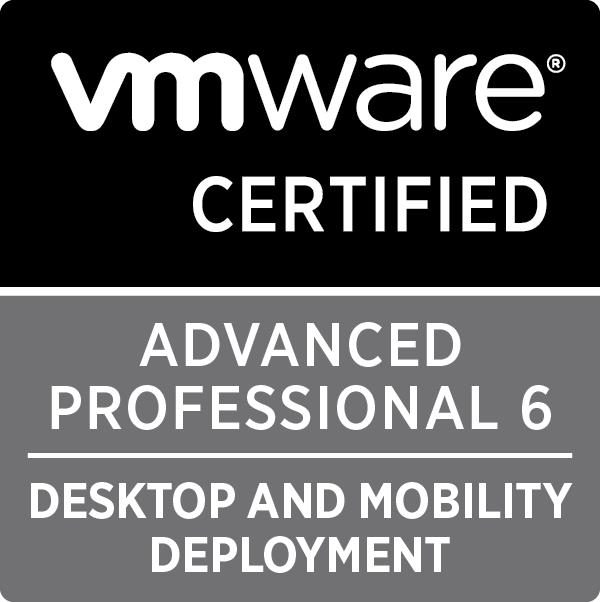 vmware®
CERTIFIED
ADVANCED
PROFESSIONAL 6
DESKTOP AND MOBILITY
DEPLOYMENT